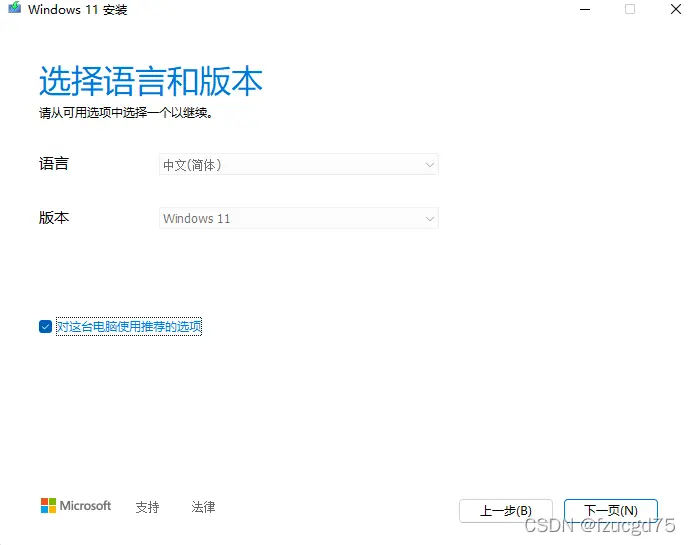 Windows 11 安装
选择语言和版本
请从可用选项中选择一个以继续。
语言
中文(简体)
版本
Windows 11
对这台电脑使用推荐的选项
Microsoft 支持 法律
上一步(B) 下一页(N)
CSDN @fzucgd75